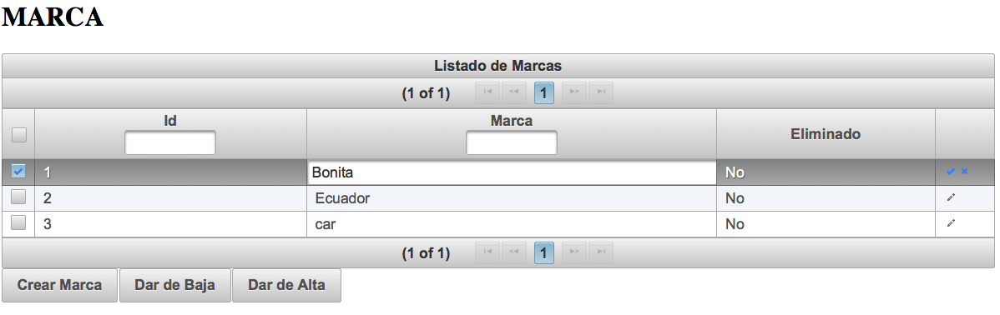 MARCA
Listado de Marcas
(1 of 1) 1
Id Marca Eliminado
1 Bonita No
2 Ecuador No
3 car No
(1 of 1) 1
Crear Marca Dar de Baja Dar de Alta